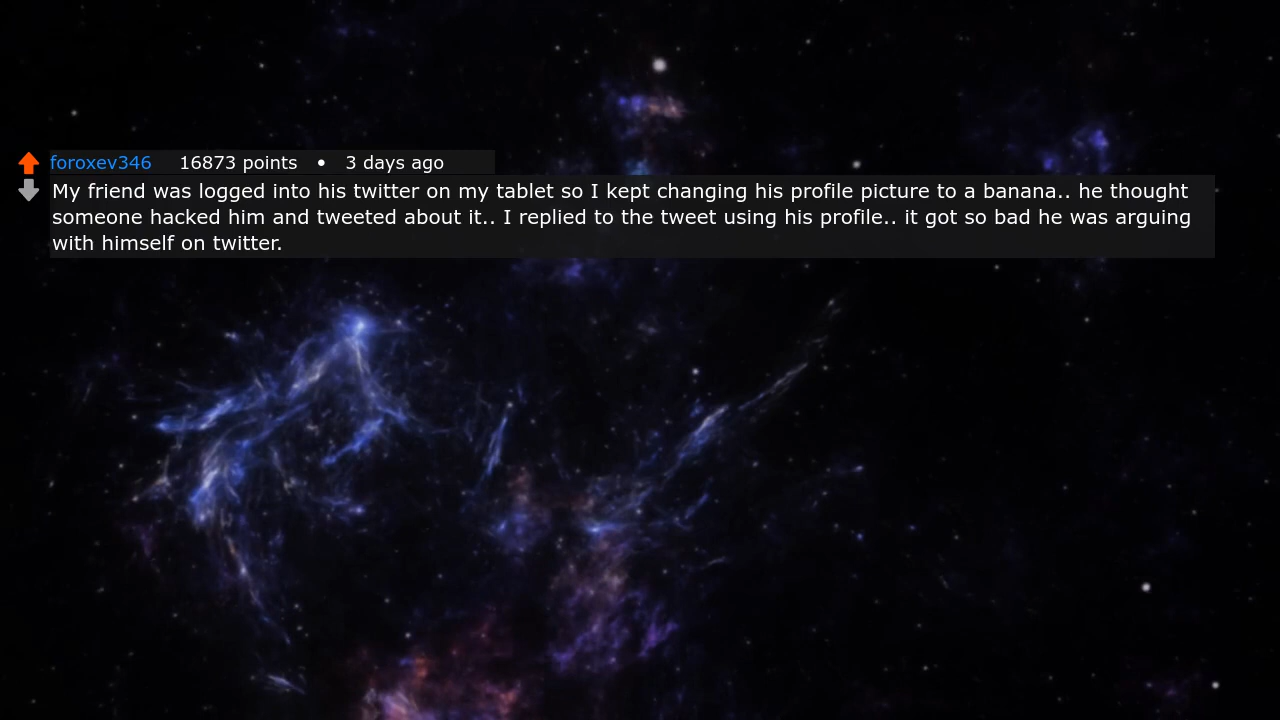 foroxev346 16873 points • 3 days ago
My friend was logged into his twitter on my tablet so I kept changing his profile picture to a banana.. he thought
someone hacked him and tweeted about it.. I replied to the tweet using his profile.. it got so bad he was arguing
with himself on twitter.